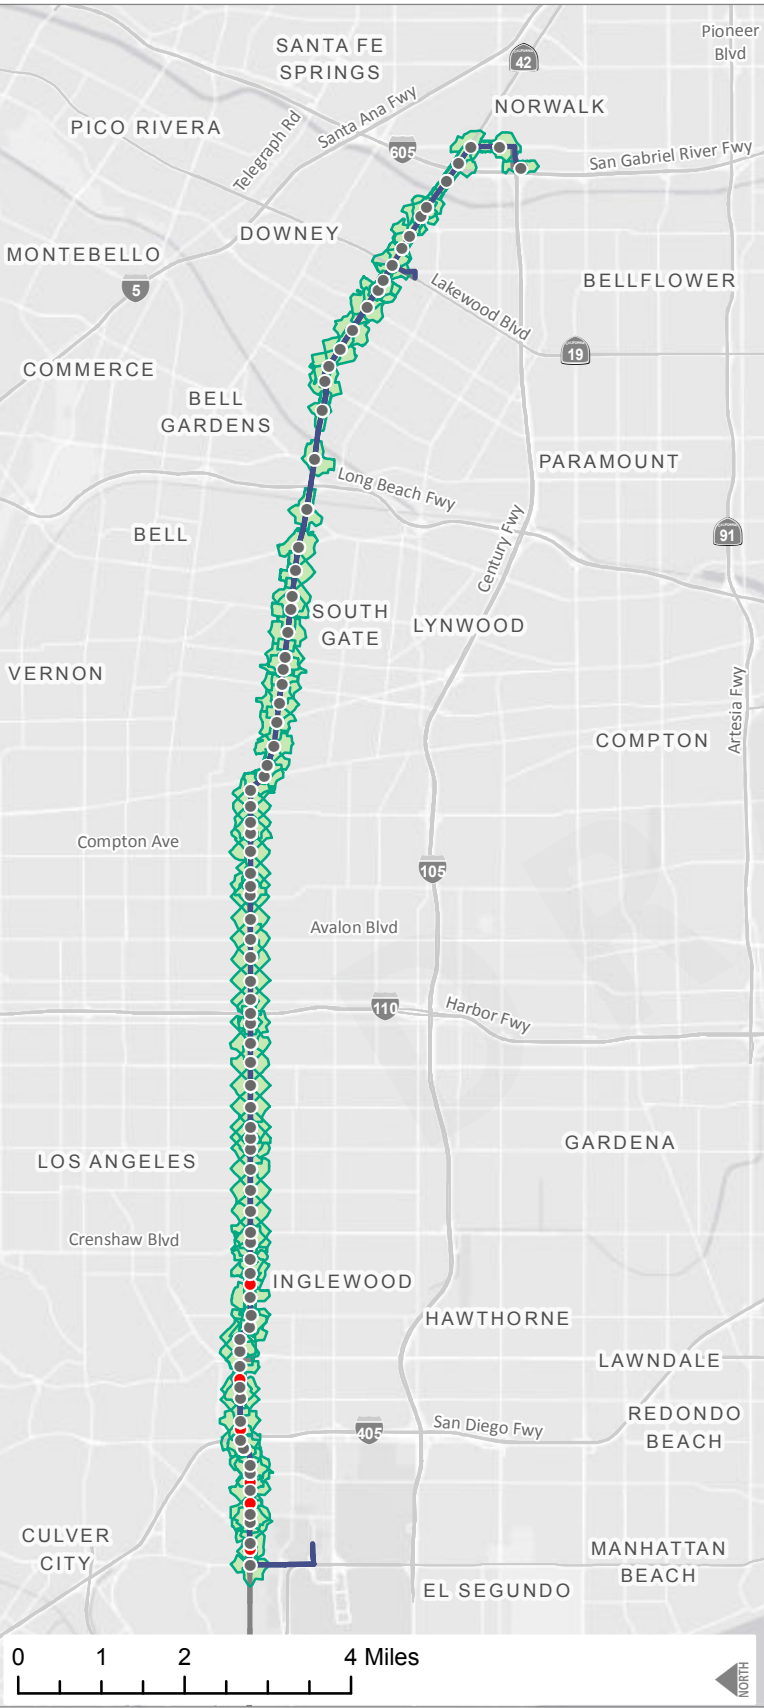 Pioneer
Blvd
SANTA FE
SPRINGS
42
NORWALK
PICO RIVERA
Telegraph Rd
Santa Ana Fwy
605
San Gabriel River Fwy
DOWNEY
MONTEBELLO
5
BELLFLOWER
Lakewood Blvd
19
COMMERCE
BELL
GARDENS
PARAMOUNT
Long Beach Fwy
BELL
Century Fwy
91
SOUTH
GATE
LYNWOOD
VERNON
Artesia Fwy
COMPTON
Compton Ave
105
Avalon Blvd
110
Harbor Fwy
GARDENA
LOS ANGELES
Crenshaw Blvd
INGLEWOOD
HAWTHORNE
LAWNDALE
REDONDO
BEACH
San Diego Fwy
405
CULVER
CITY
MANHATTAN
BEACH
EL SEGUNDO
0 1 2 4 Miles
NORTH